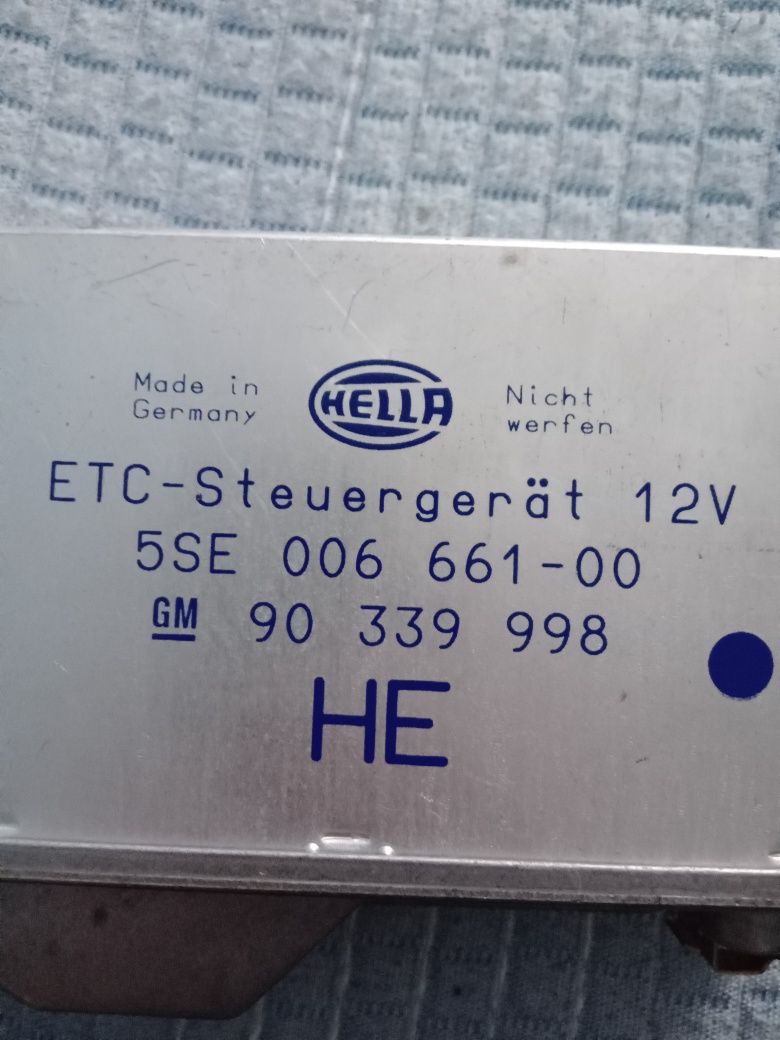 Made in
Germany
HELLA
Nicht
werfen
ETC-Steuergerät 12V
5SE 006 661-00
GM 90 339 998
HE